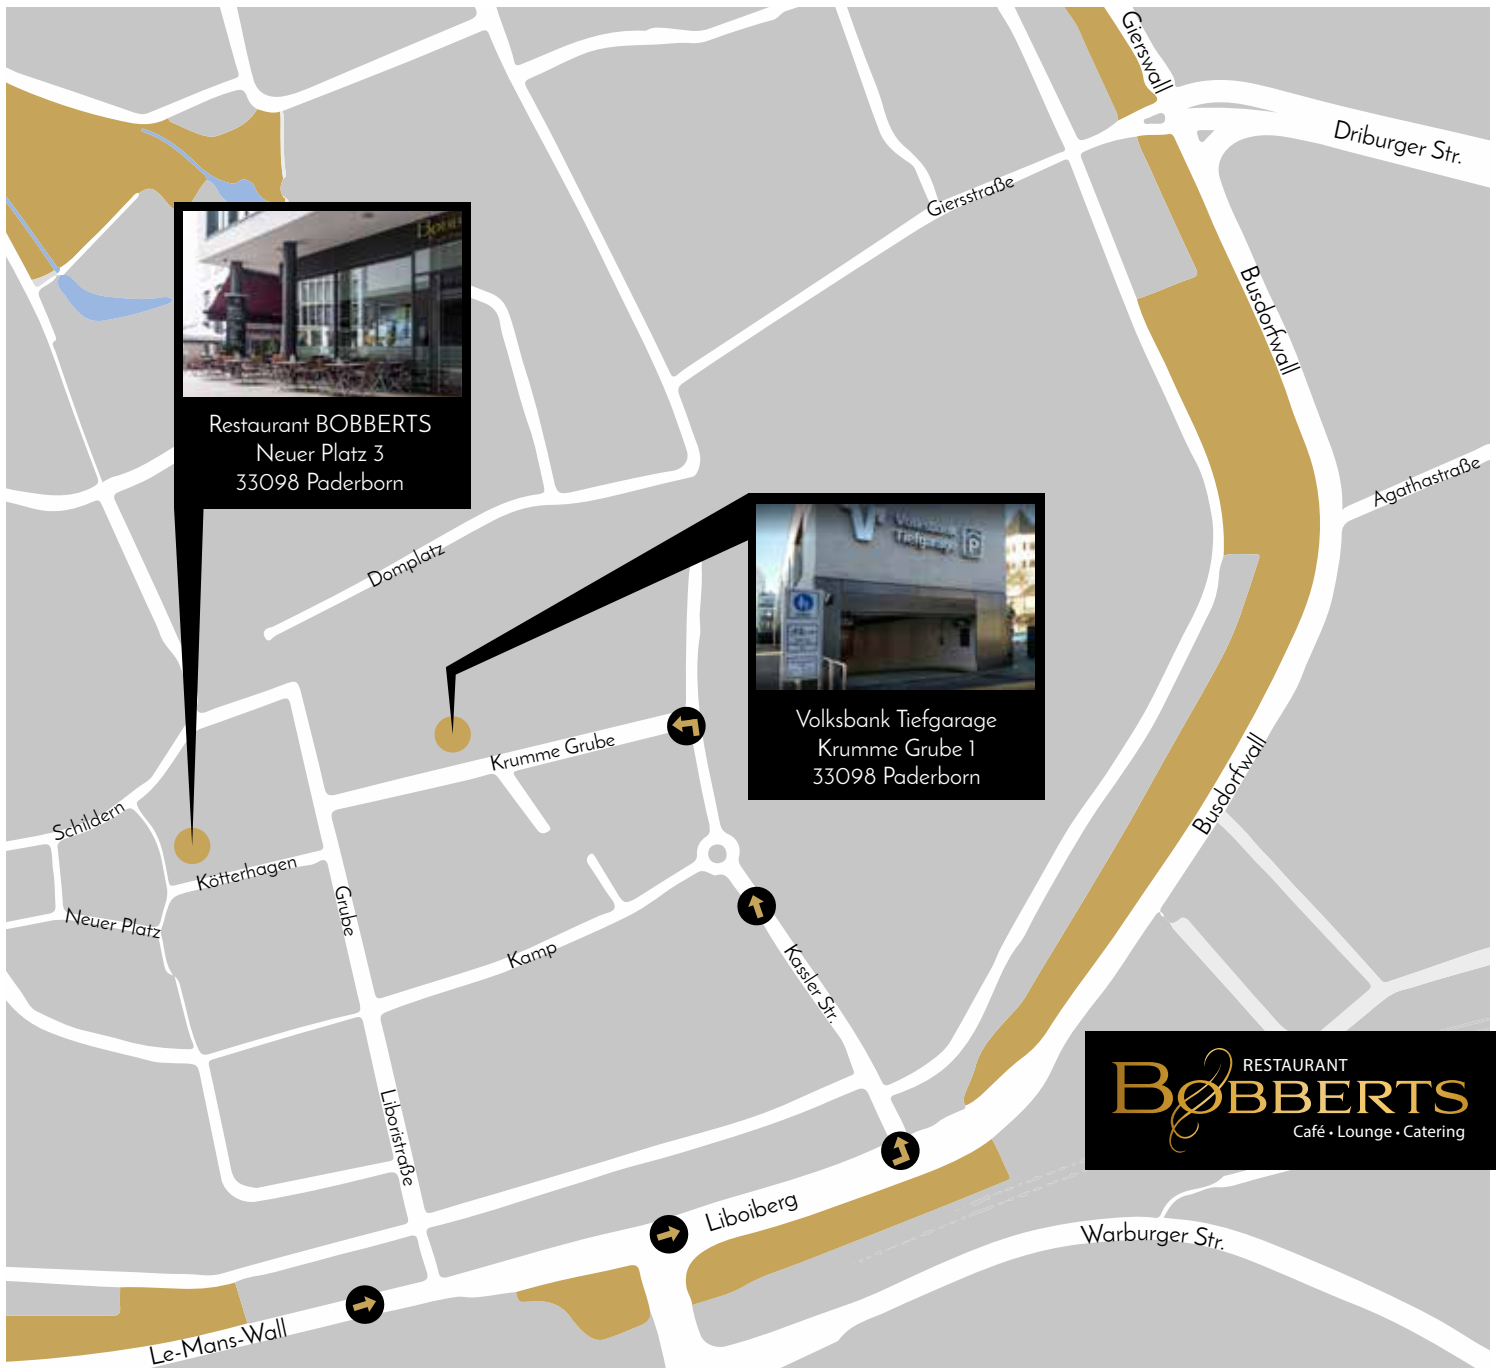 Gierswall
Driburger Str.
Giersstraße
Busdorfwall
Restaurant BOBBERTS
Neuer Platz 3
33098 Paderborn
Agathastraße
Domplatz
Volksbank
Tiefgarage
P
Volksbank Tiefgarage
Krumme Grube 1
33098 Paderborn
Krumme Grube
Busdorfwall
Schildern
Kötterhagen
Grube
Neuer Platz
Kamp
Kassler Str.
RESTAURANT
BOBBERTS
Café • Lounge • Catering
Liboristraße
Liboiberg
Warburger Str.
Le-Mans-Wall